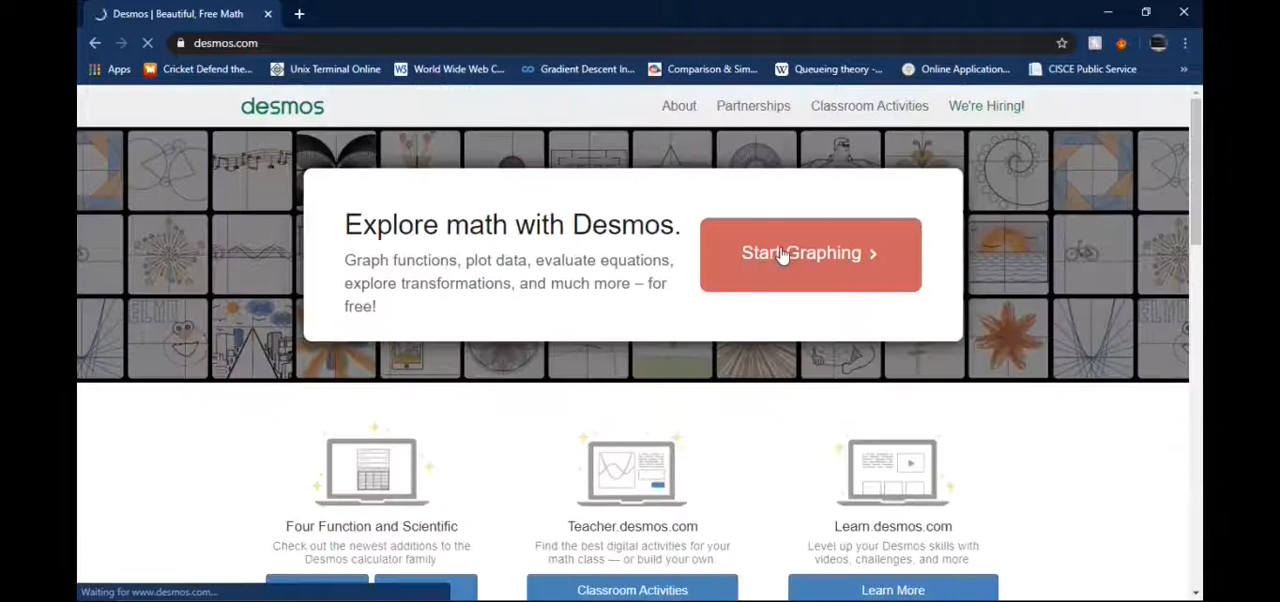 Desmos | Beautiful, Free Math
desmos.com
Apps Cricket Defend the... Unix Terminal Online World Wide Web C... Gradient Descent In... Comparison & Sim... Queueing theory -... Online Application... CISCE Public Service »
desmos About Partnerships Classroom Activities We're Hiring!
Explore math with Desmos.
Graph functions, plot data, evaluate equations,
explore transformations, and much more – for
free!
Start Graphing >
Four Function and Scientific
Check out the newest additions to the
Desmos calculator family
Teacher.desmos.com
Find the best digital activities for your
math class — or build your own.
Classroom Activities
Learn.desmos.com
Level up your Desmos skills with
videos, challenges, and more
Learn More
Waiting for www.desmos.com...